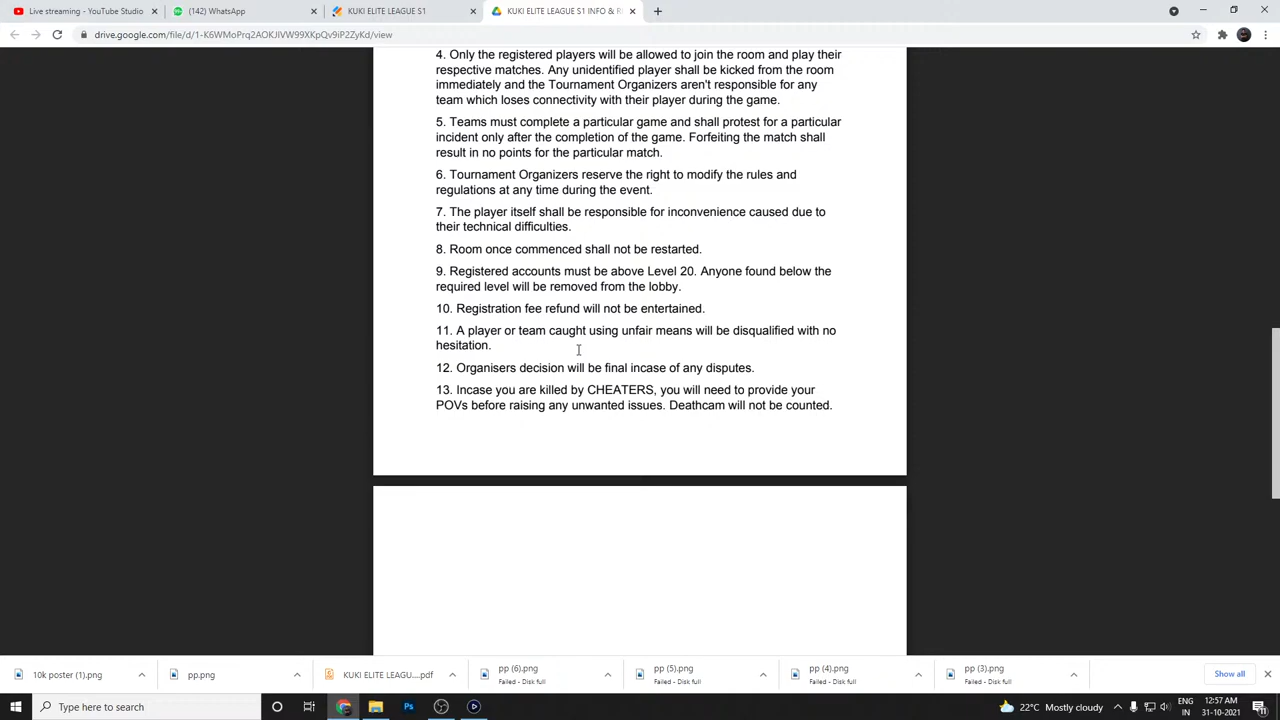 Live streaming - YouTube Studio
(142) WhatsApp
KUKI ELITE LEAGUE S1
KUKI ELITE LEAGUE S1 INFO & R
drive.google.com/file/d/1-K6WMoPrq2AOKJIVW99XKpQv9iP2ZyKd/view
4. Only the registered players will be allowed to join the room and play their
respective matches. Any unidentified player shall be kicked from the room
immediately and the Tournament Organizers aren't responsible for any
team which loses connectivity with their player during the game.
5. Teams must complete a particular game and shall protest for a particular
incident only after the completion of the game. Forfeiting the match shall
result in no points for the particular match.
6. Tournament Organizers reserve the right to modify the rules and
regulations at any time during the event.
7. The player itself shall be responsible for inconvenience caused due to
their technical difficulties.
8. Room once commenced shall not be restarted.
9. Registered accounts must be above Level 20. Anyone found below the
required level will be removed from the lobby.
10. Registration fee refund will not be entertained.
11. A player or team caught using unfair means will be disqualified with no
hesitation.
12. Organisers decision will be final incase of any disputes.
13. Incase you are killed by CHEATERS, you will need to provide your
POVs before raising any unwanted issues. Deathcam will not be counted.
10k poster (1).png
pp.png
KUKI ELITE LEAGU....pdf
pp (6).png
Failed - Disk full
pp (5).png
Failed - Disk full
pp (4).png
Failed - Disk full
pp (3).png
Failed - Disk full
Show all
Type here to search
Ps
22°C Mostly cloudy
ENG
IN
12:57 AM
31-10-2021